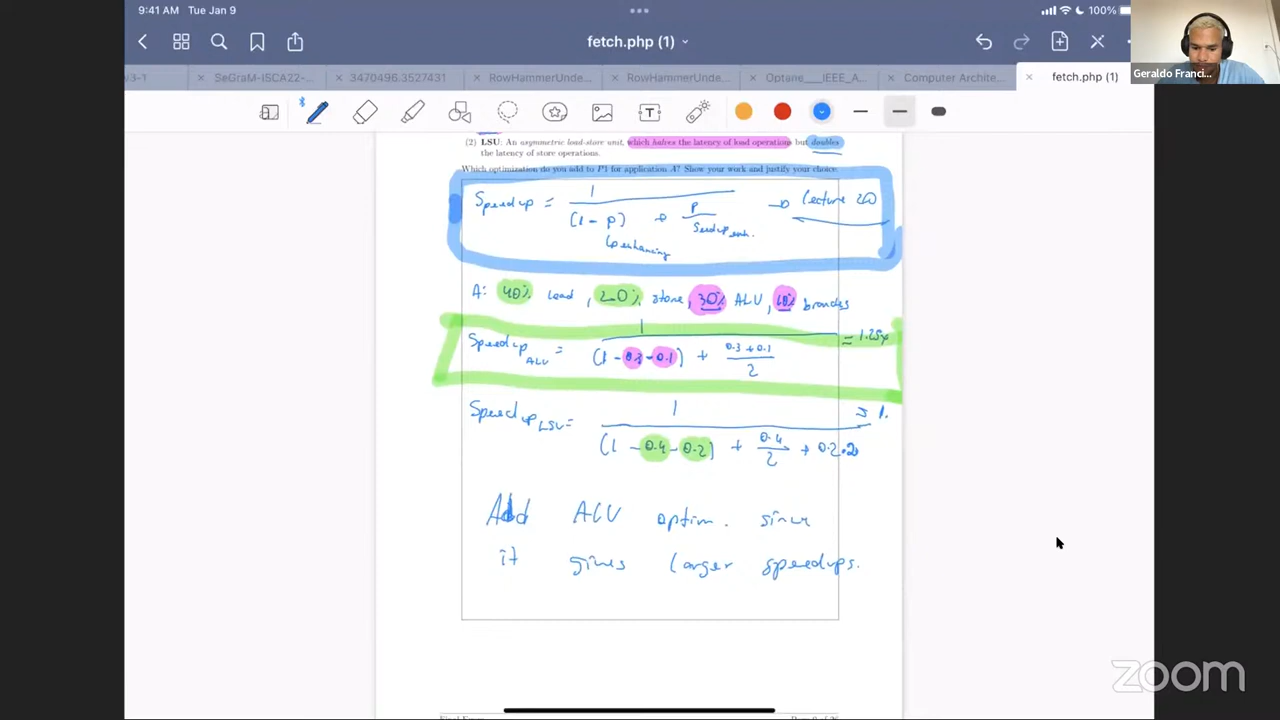 9:41 AM Tue Jan 9
100%
fetch.php (1)
Geraldo Franci...
SeGraM-ISCA22-...
3470496.3527431
RowHammerUnde...
RowHammerUnde...
Optane___IEEE_A...
Computer Archite...
fetch.php (1)
(2) LSU: An asymmetric load-store unit, which halves the latency of load operations but doubles
the latency of store operations.
Which optimization do you add to P1 for application A? Show your work and justify your choice.
Speedup = 1 / (1 - p) + p / Speedup enh. → Lecture 20
enhancing
A: 40% load, 20% store, 30% ALU, 10% branches
Speedup ALU = 1 / (1 - 0.3 - 0.1) + 0.3 + 0.1 / 2 = 1.25x
Speedup LSU = 1 / (1 - 0.4 - 0.2) + 0.4 / 2 + 0.2 . 2 = 1.
Add ALU optim. since
it gives larger speedups.
Final Exam
zoom